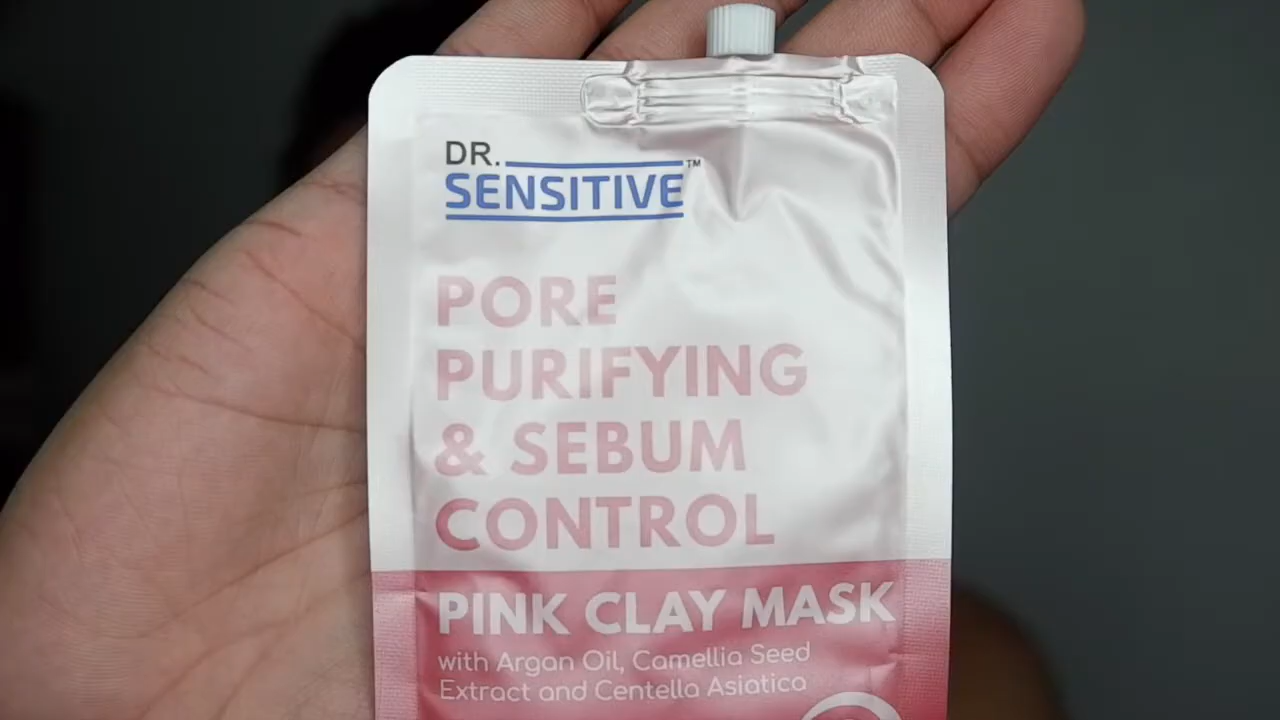 DR.
SENSITIVE™
PORE
PURIFYING
& SEBUM
CONTROL
PINK CLAY MASK
with Argan Oil, Camellia Seed
Extract and Centella Asiatica